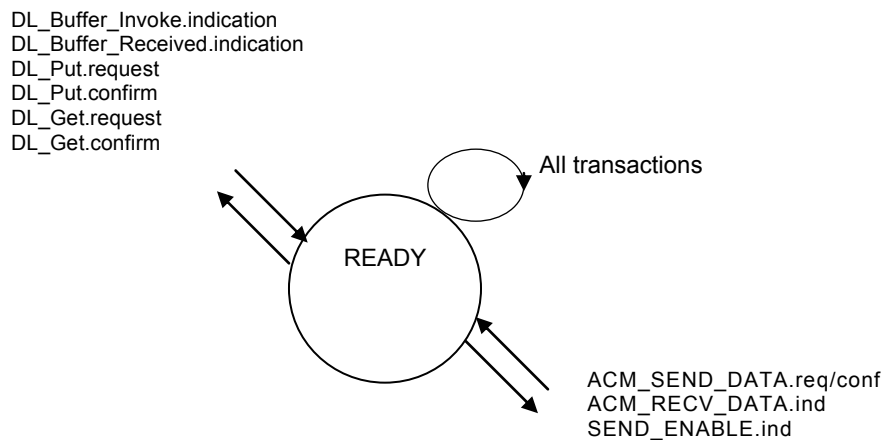 DL_Buffer_Invoke.indication
DL_Buffer_Received.indication
DL_Put.request
DL_Put.confirm
DL_Get.request
DL_Get.confirm
All transactions
READY
ACM_SEND_DATA.req/conf
ACM_RECV_DATA.ind
SEND_ENABLE.ind